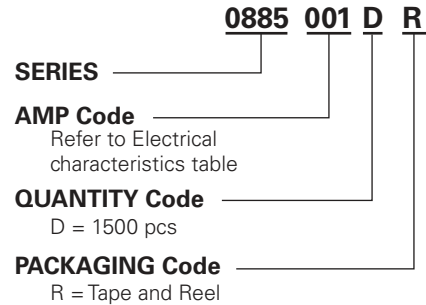 0885 001 D R
SERIES
AMP Code
Refer to Electrical
characteristics table
QUANTITY Code
D = 1500 pcs
PACKAGING Code
R = Tape and Reel